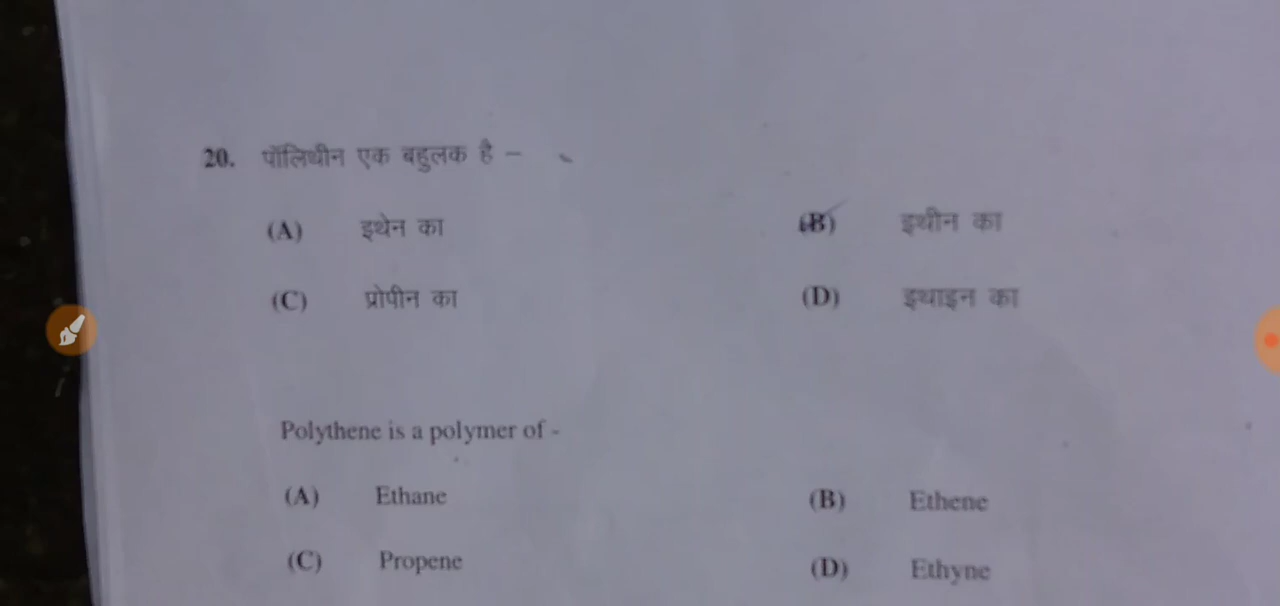 20. पॉलिथीन एक बहुलक है –
(A) इथेन का (B) इथीन का
(C) प्रोपीन का (D) इथाइन का
Polythene is a polymer of -
(A) Ethane (B) Ethene
(C) Propene (D) Ethyne